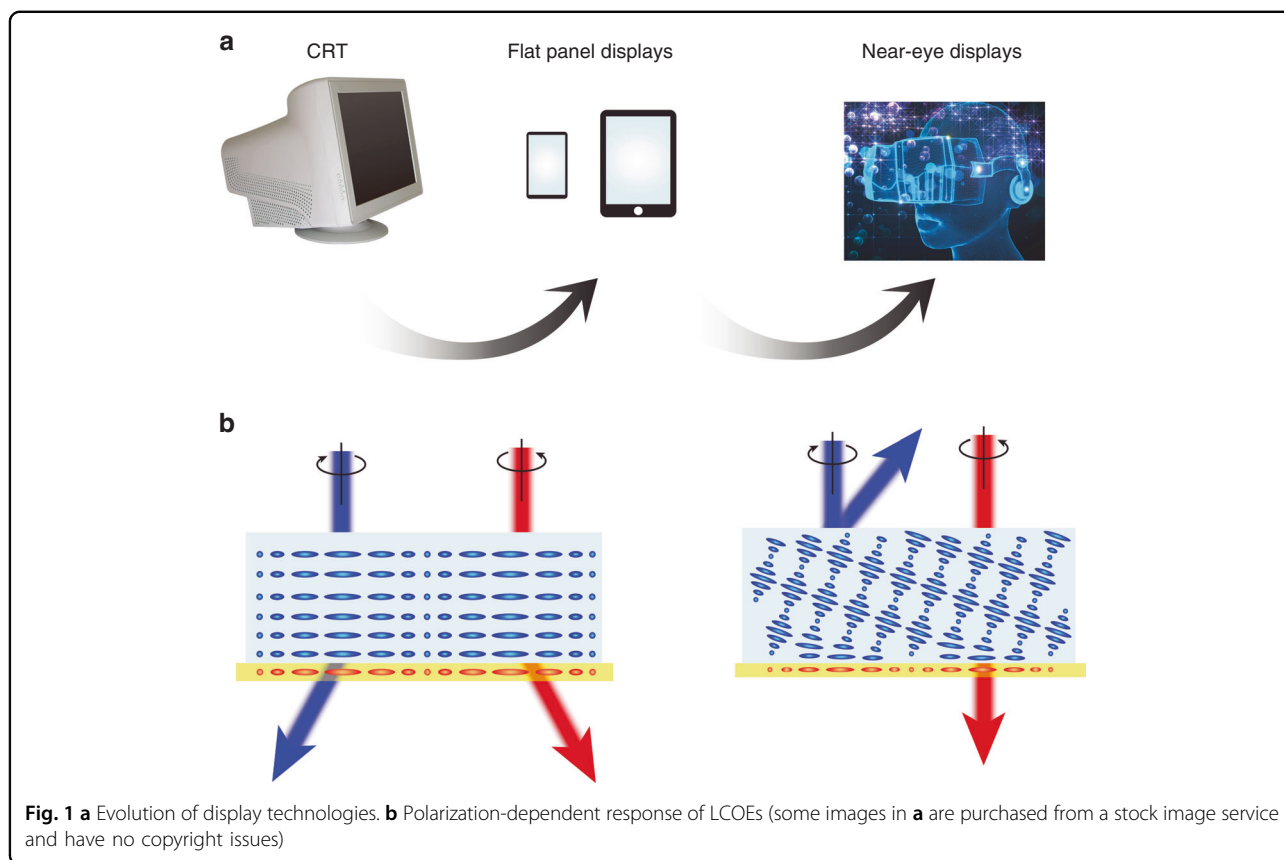 a
CRT
Flat panel displays
Near-eye displays
b
Fig. 1 a Evolution of display technologies. b Polarization-dependent response of LCOEs (some images in a are purchased from a stock image service
and have no copyright issues)